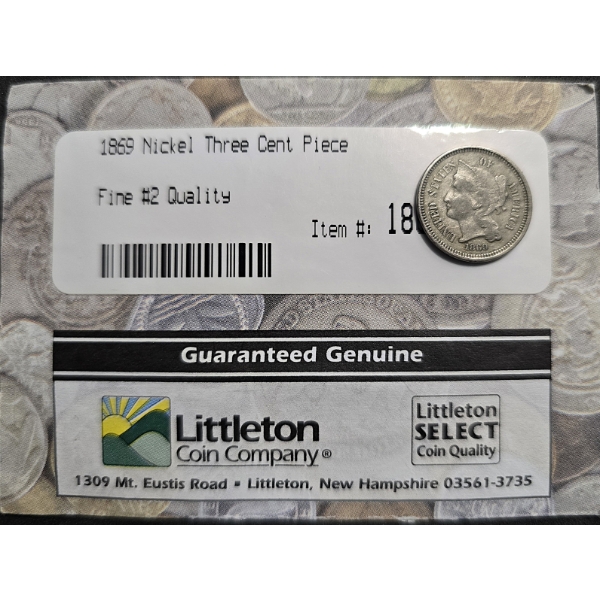 1869 Nickel Three Cent Piece
Fine #2 Quality
Item #: 18
UNITED STATES OF AMERICA
1869
Guaranteed Genuine
Littleton
Coin Company®
Littleton
SELECT
Coin Quality
1309 Mt. Eustis Road • Littleton, New Hampshire 03561-3735